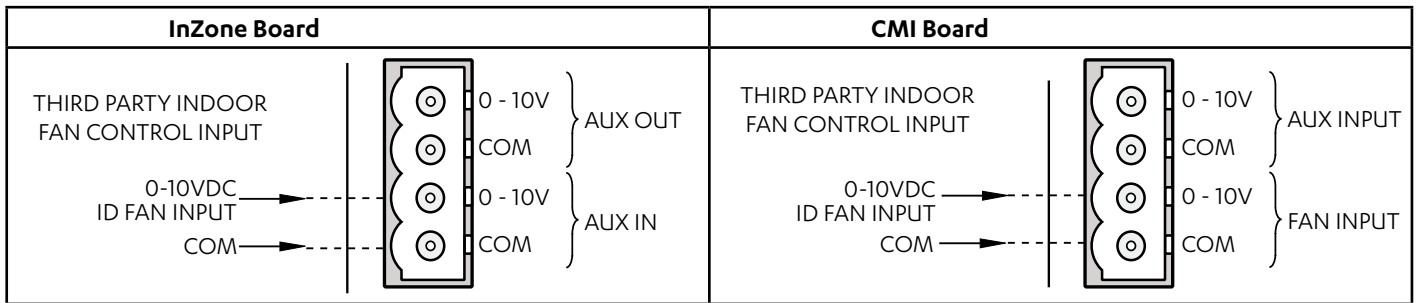 InZone Board
THIRD PARTY INDOOR
FAN CONTROL INPUT
0-10VDC
ID FAN INPUT
COM
0 - 10V
COM
0 - 10V
COM
AUX OUT
AUX IN
CMI Board
THIRD PARTY INDOOR
FAN CONTROL INPUT
0-10VDC
ID FAN INPUT
COM
0 - 10V
COM
0 - 10V
COM
AUX INPUT
FAN INPUT